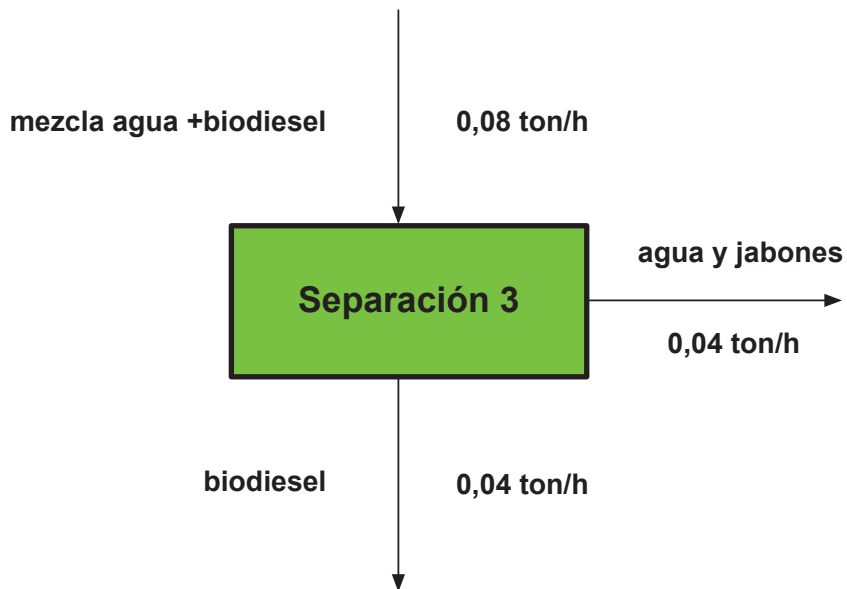 mezcla agua +biodiesel
0,08 ton/h
Separación 3
agua y jabones
0,04 ton/h
biodiesel
0,04 ton/h